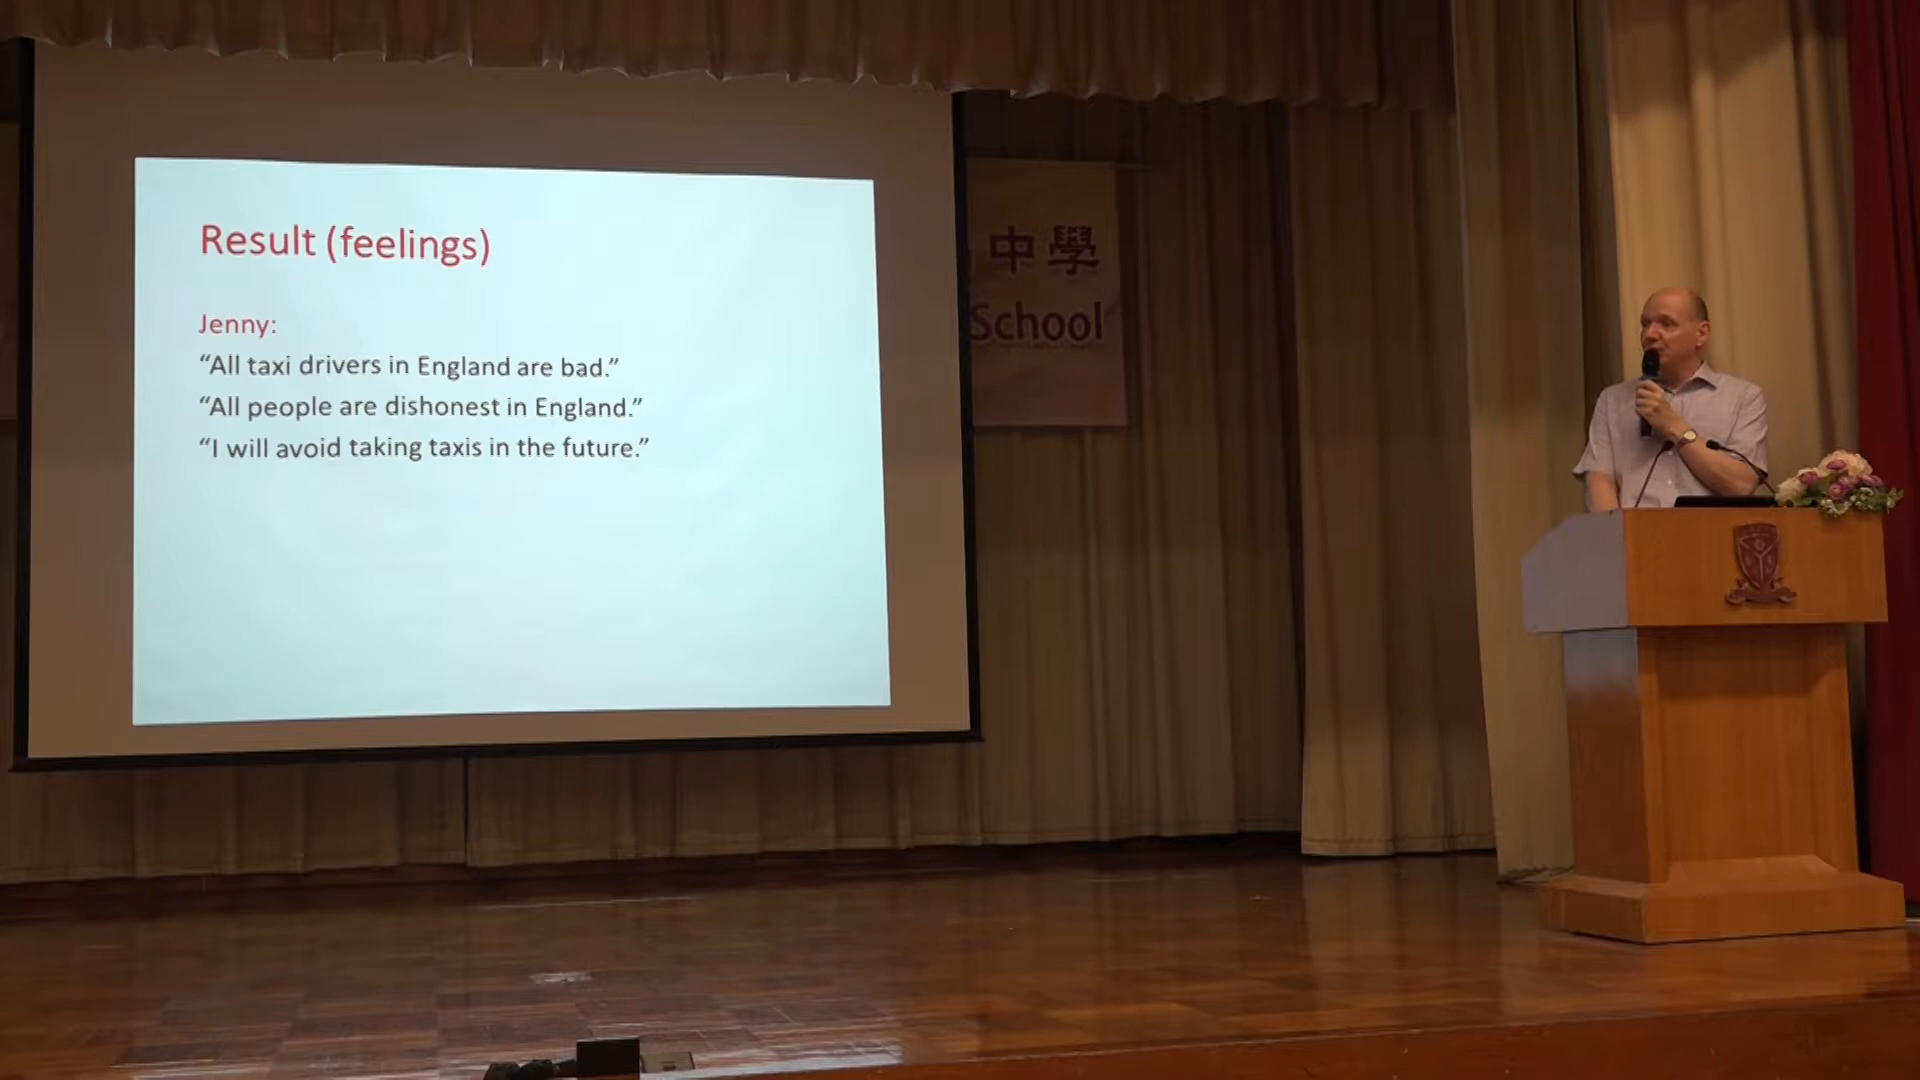 Result (feelings)
Jenny:
“All taxi drivers in England are bad.”
“All people are dishonest in England.”
“I will avoid taking taxis in the future.”
中學
School